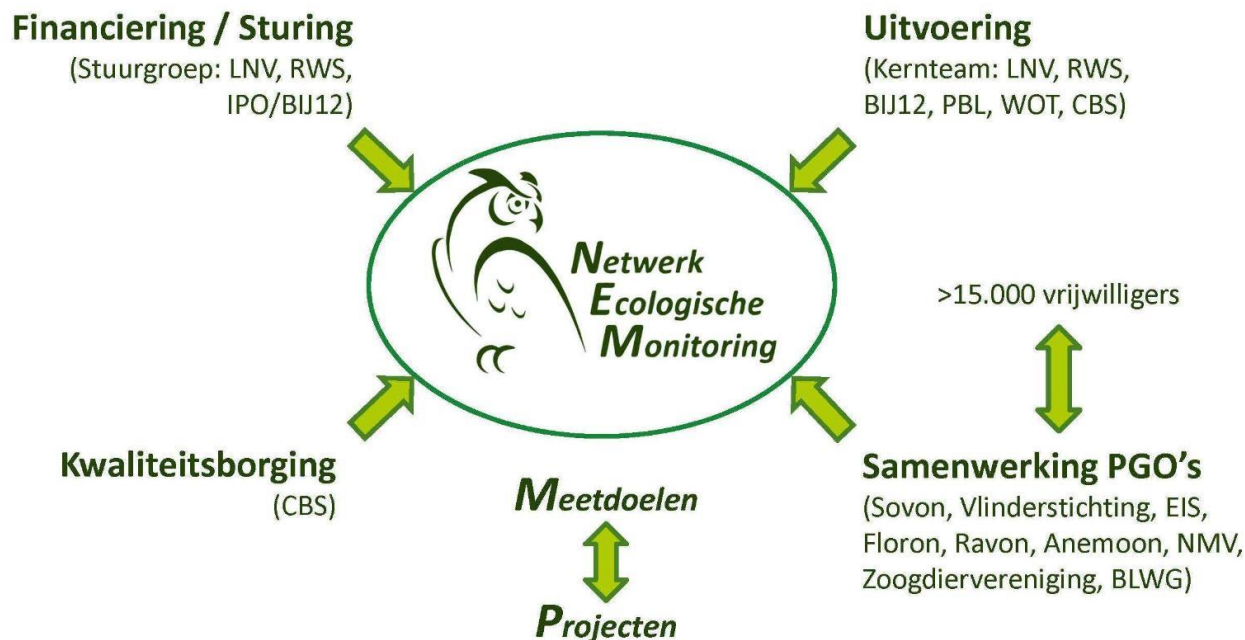 Financiering / Sturing
(Stuurgroep: LNV, RWS,
IPO/BIJ12)
Uitvoering
(Kernteam: LNV, RWS,
BIJ12, PBL, WOT, CBS)
Netwerk
Ecologische
Monitoring
>15.000 vrijwilligers
Kwaliteitsborging
(CBS)
Meetdoelen
Projecten
Samenwerking PGO’s
(Sovon, Vlinderstichting, EIS,
Floron, Ravon, Anemoon, NMV,
Zoogdiervereniging, BLWG)